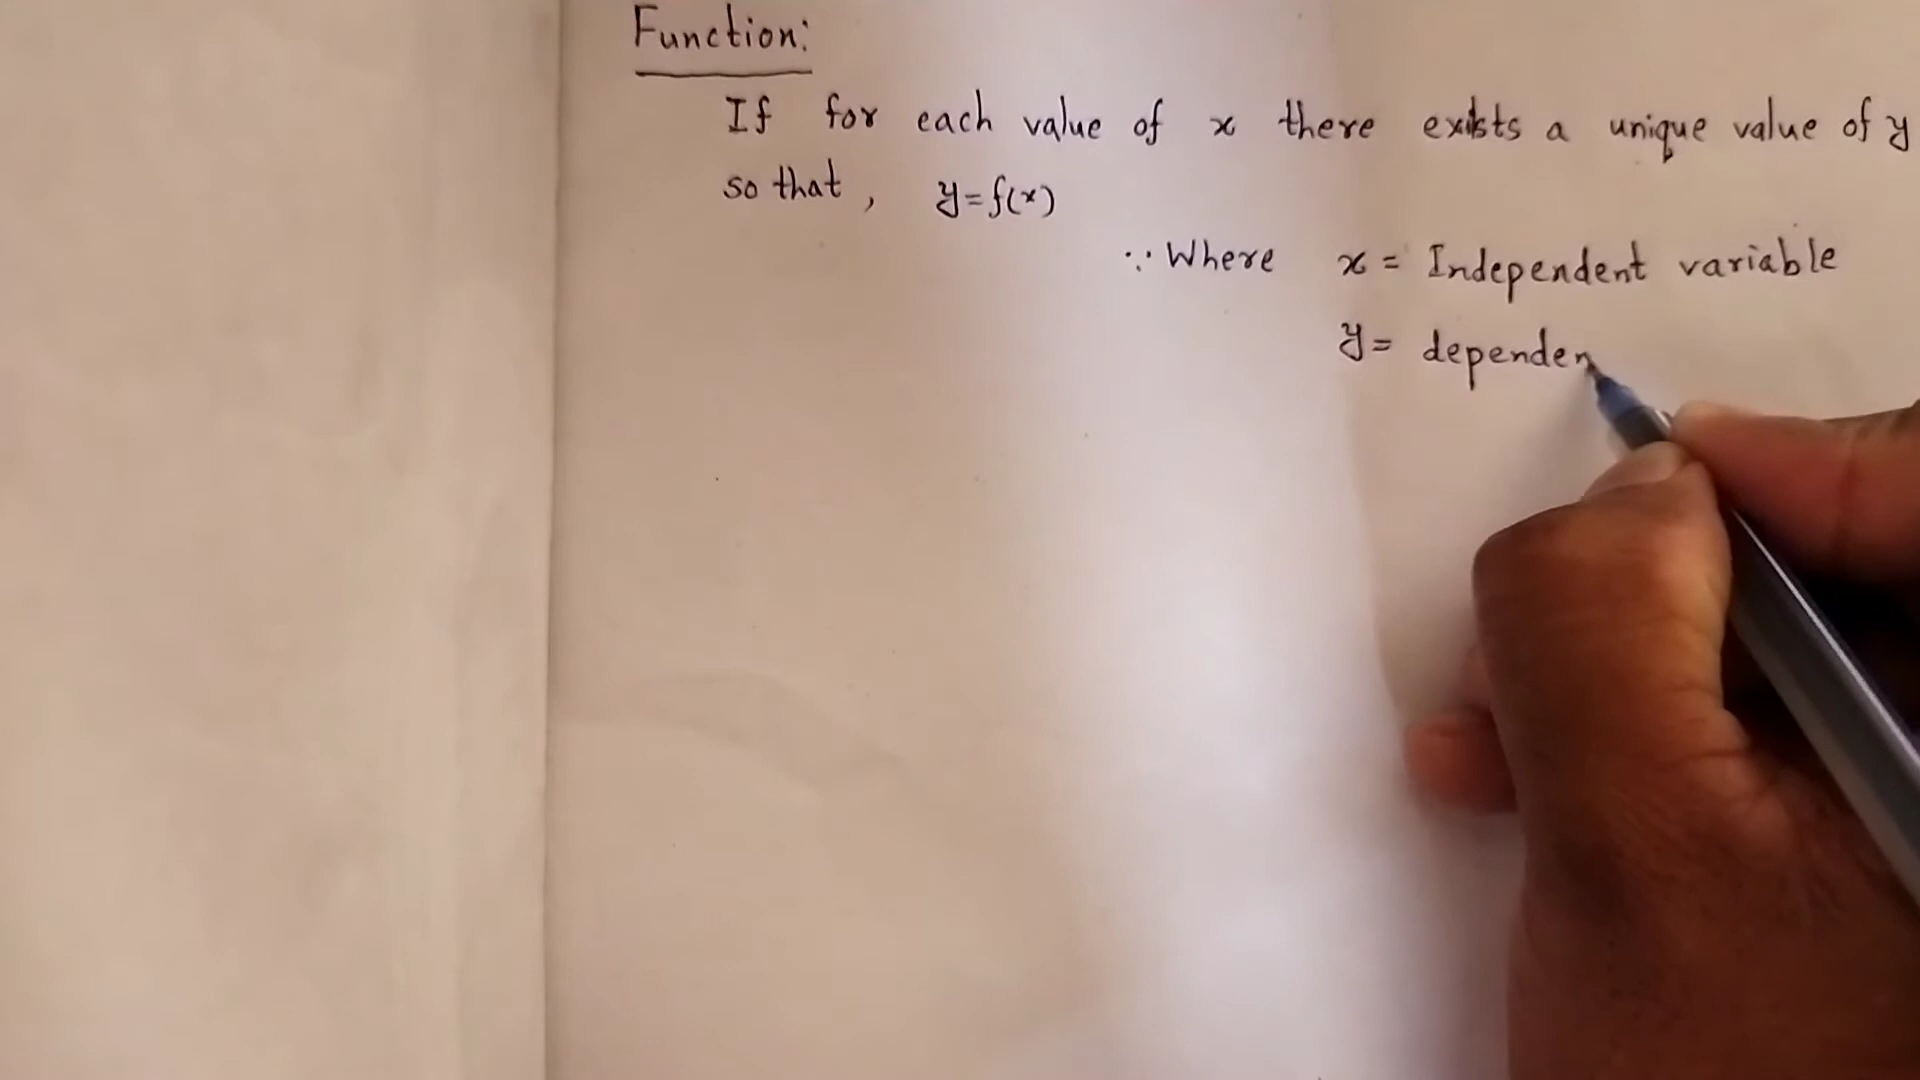 Function:
If for each value of x there exists a unique value of y
so that, y=f(x)
∵ Where x = Independent variable
y= dependen